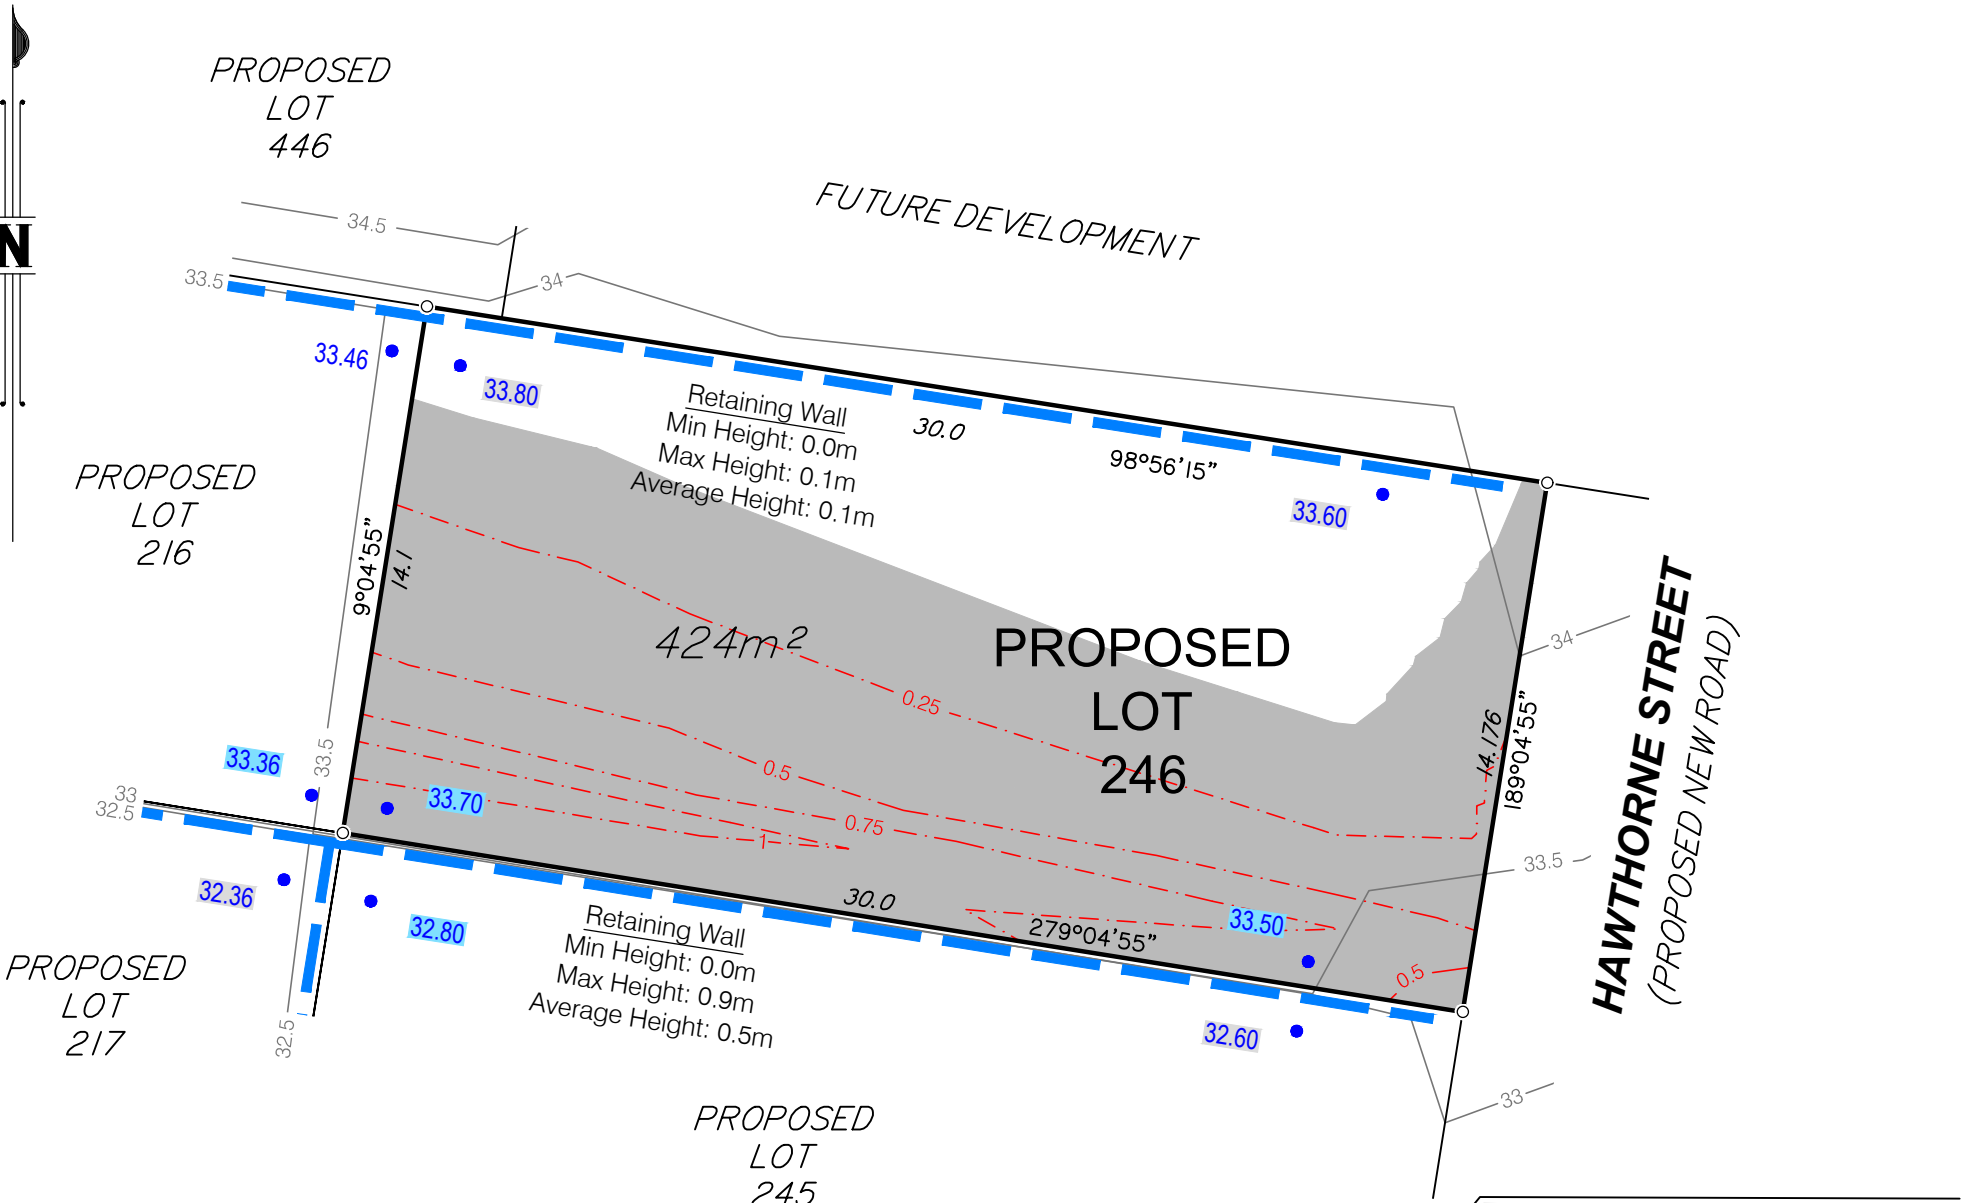 PROPOSED
LOT
446
FUTURE DEVELOPMENT
N
34.5
34
33.5
33.46
33.80
Retaining Wall
Min Height: 0.0m
Max Height: 0.1m
Average Height: 0.1m
30.0
98°56'15"
33.60
PROPOSED
LOT
216
9°04'55"
14.1
424m²
PROPOSED
LOT
246
0.25
0.5
0.75
1
14.176
189°04'55"
34
HAWTHORNE STREET
(PROPOSED NEW ROAD)
33.5
33.36
33.5
33.70
33
32.5
32.36
32.80
30.0
279°04'55"
33.50
0.5
32.60
Retaining Wall
Min Height: 0.0m
Max Height: 0.9m
Average Height: 0.5m
PROPOSED
LOT
217
32.5
33
PROPOSED
LOT
245